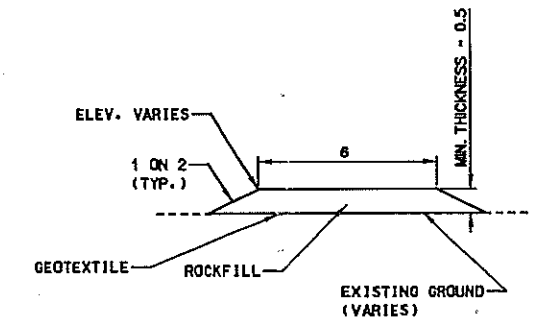 MIN. THICKNESS - 0.5
ELEV. VARIES
6
1 ON 2
(TYP.)
GEOTEXTILE
ROCKFILL
EXISTING GROUND
(VARIES)